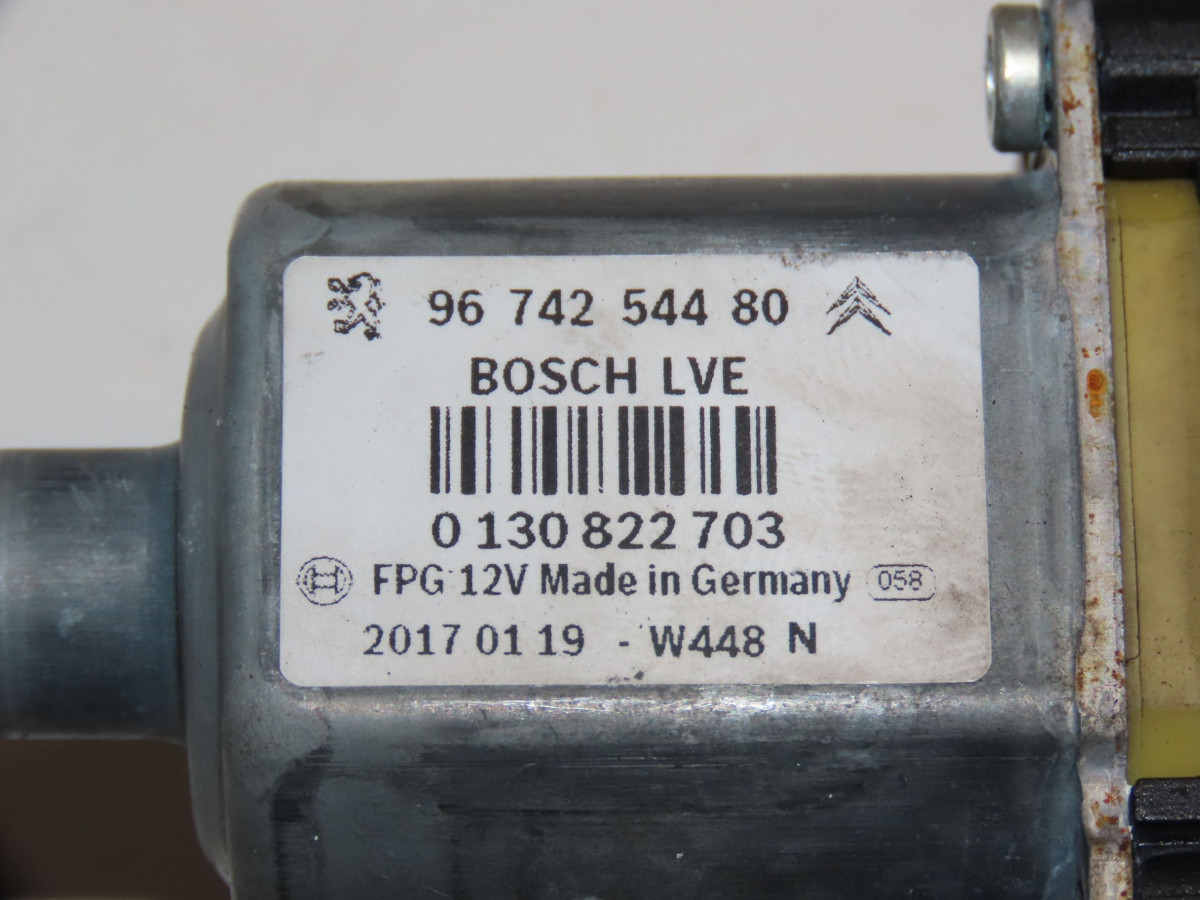 96 742 544 80
BOSCH LVE
0 130 822 703
FPG 12V Made in Germany 058
2017 01 19 - W448 N